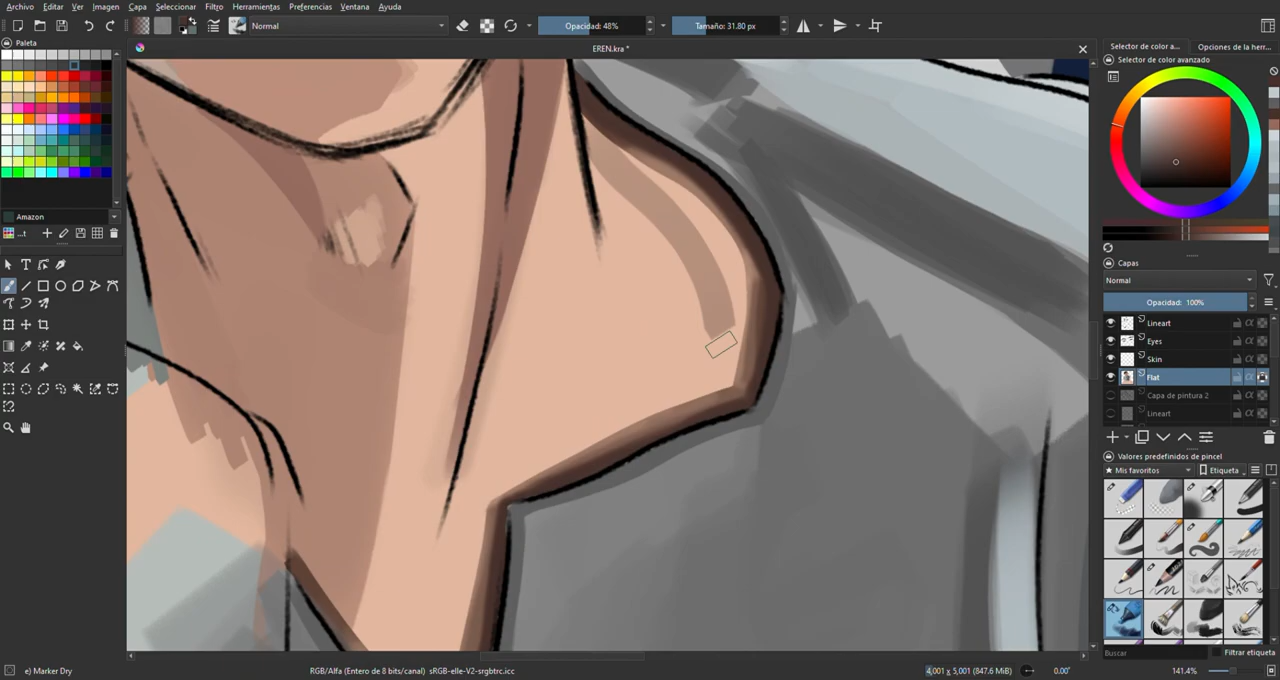 Archivo Editar Ver Imagen Capa Seleccionar Filtro Herramientas Preferencias Ventana Ayuda
Normal Opacidad: 48% Tamaño: 31.80 px
Paleta
EREN.kra *
Selector de color a... Opciones de la herr...
Selector de color avanzado
Amazon
...t
Capas
Normal
Opacidad: 100%
Lineart
Eyes
Skin
Flat
Capa de pintura 2
Lineart
Valores predefinidos de pincel
Mis favoritos Etiqueta
Buscar Filtrar etiqueta
e) Marker Dry RGB/Alfa (Entero de 8 bits/canal) sRGB-elle-V2-srgbtrc.icc 4,001 x 5,001 (847.6 MiB) 0.00° 141.4%